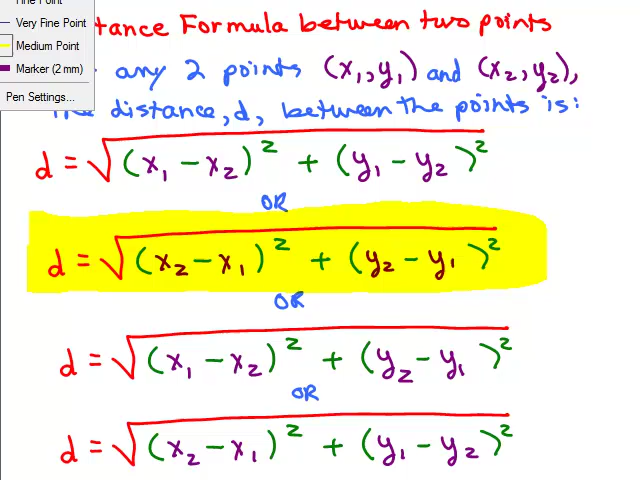 Fine Point
Very Fine Point
Medium Point
Marker (2 mm)
Pen Settings...
tance Formula between two points
any 2 points (x₁,y₁) and (x₂,y₂),
the distance, d, between the points is:
d = √(x₁ − x₂)² + (y₁ − y₂)²
OR
d = √(x₂ − x₁)² + (y₂ − y₁)²
OR
d = √(x₁ − x₂)² + (y₂ − y₁)²
OR
d = √(x₂ − x₁)² + (y₁ − y₂)²